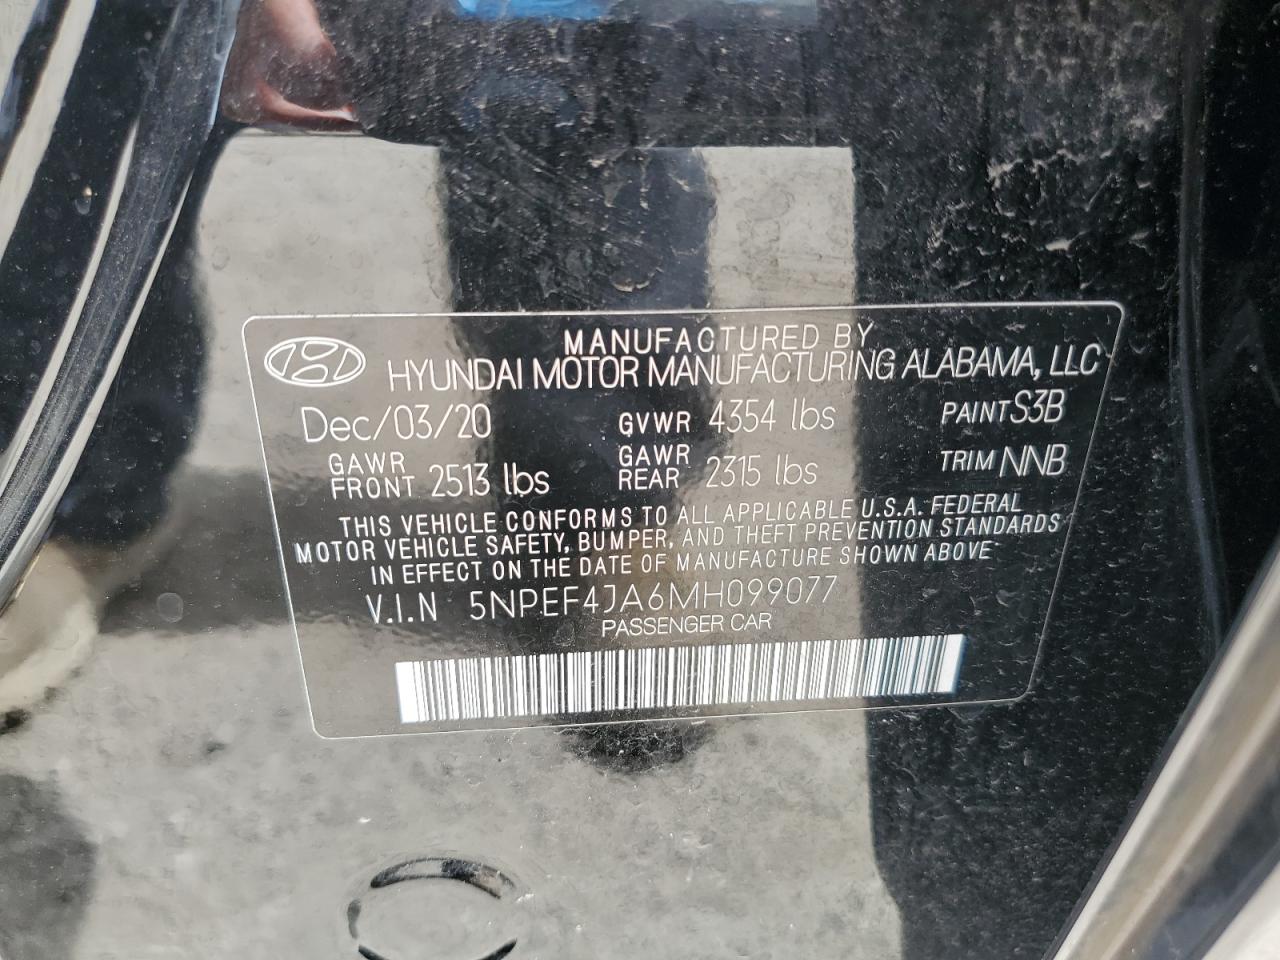 MANUFACTURED BY
HYUNDAI MOTOR MANUFACTURING ALABAMA, LLC
Dec/03/20 GVWR 4354 lbs PAINT S3B
GAWR FRONT 2513 lbs GAWR REAR 2315 lbs TRIM NNB
THIS VEHICLE CONFORMS TO ALL APPLICABLE U.S.A. FEDERAL
MOTOR VEHICLE SAFETY, BUMPER, AND THEFT PREVENTION STANDARDS
IN EFFECT ON THE DATE OF MANUFACTURE SHOWN ABOVE
V.I.N 5NPEF4JA6MH099077
PASSENGER CAR